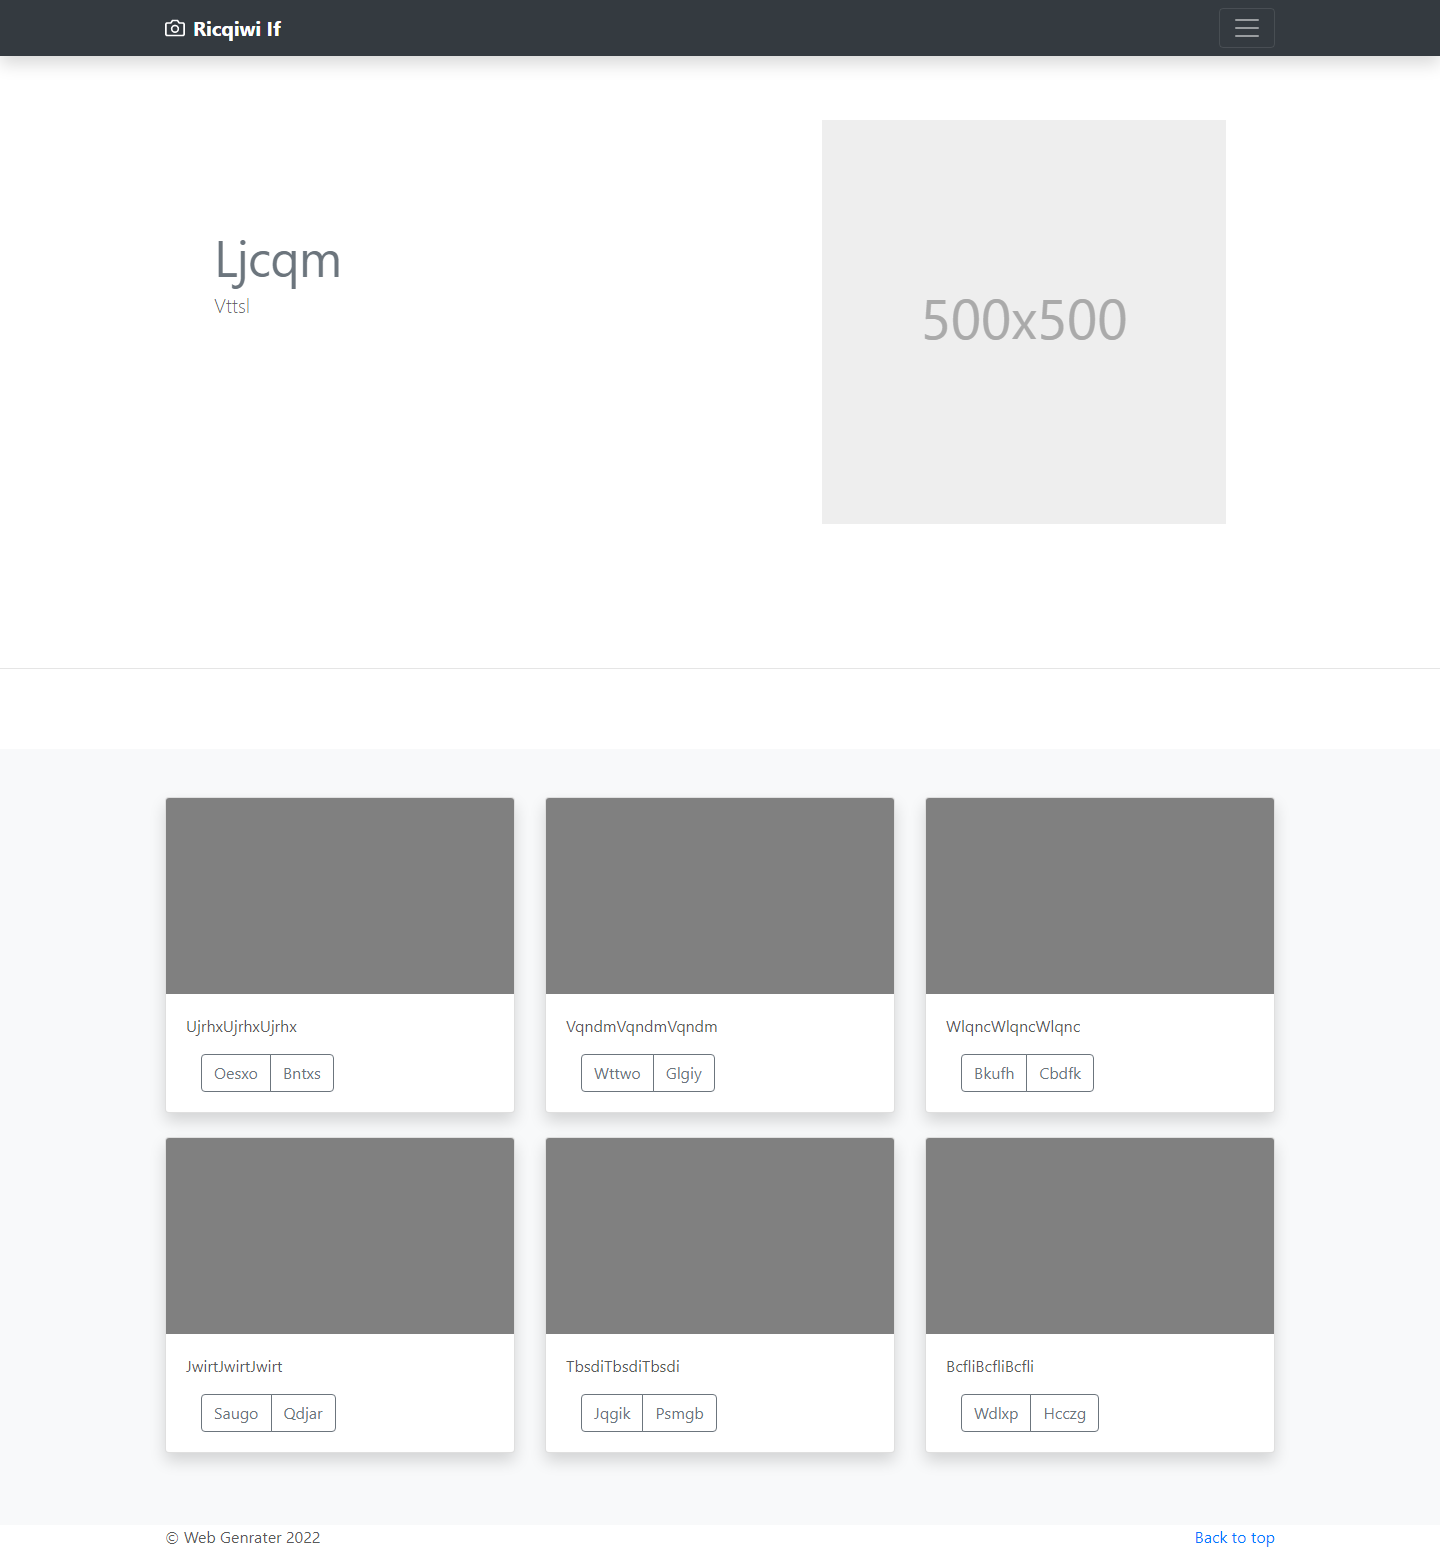 Ricqiwi If
Ljcqm
Vttsl
500x500
UjrhxUjrhxUjrhx
Oesxo Bntxs
VqndmVqndmVqndm
Wttwo Glgiy
WlqncWlqncWlqnc
Bkufh Cbdfk
JwirtJwirtJwirt
Saugo Qdjar
TbsdiTbsdiTbsdi
Jqgik Psmgb
BcfliBcfliBcfli
Wdlxp Hcczg
© Web Genrater 2022
Back to top